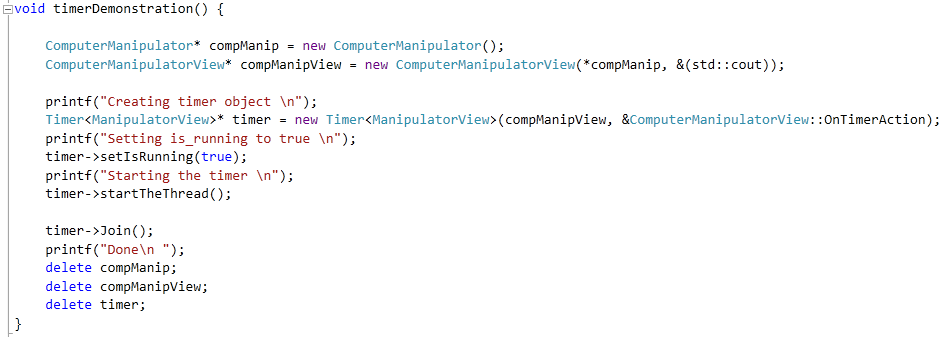 void timerDemonstration() {
ComputerManipulator* compManip = new ComputerManipulator();
ComputerManipulatorView* compManipView = new ComputerManipulatorView(*compManip, &(std::cout));
printf("Creating timer object \n");
Timer<ManipulatorView>* timer = new Timer<ManipulatorView>(compManipView, &ComputerManipulatorView::OnTimerAction);
printf("Setting is_running to true \n");
timer->setIsRunning(true);
printf("Starting the timer \n");
timer->startTheThread();
timer->Join();
printf("Done\n ");
delete compManip;
delete compManipView;
delete timer;
}